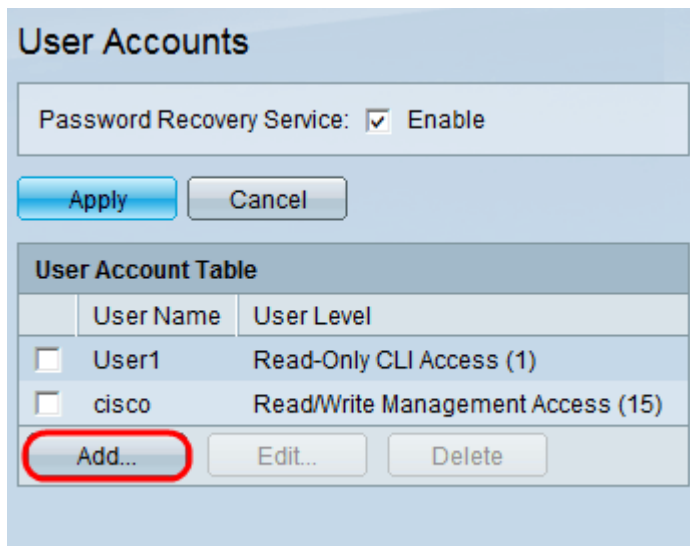 User Accounts
Password Recovery Service: Enable
Apply Cancel
User Account Table
User Name User Level
User1 Read-Only CLI Access (1)
cisco Read/Write Management Access (15)
Add... Edit... Delete